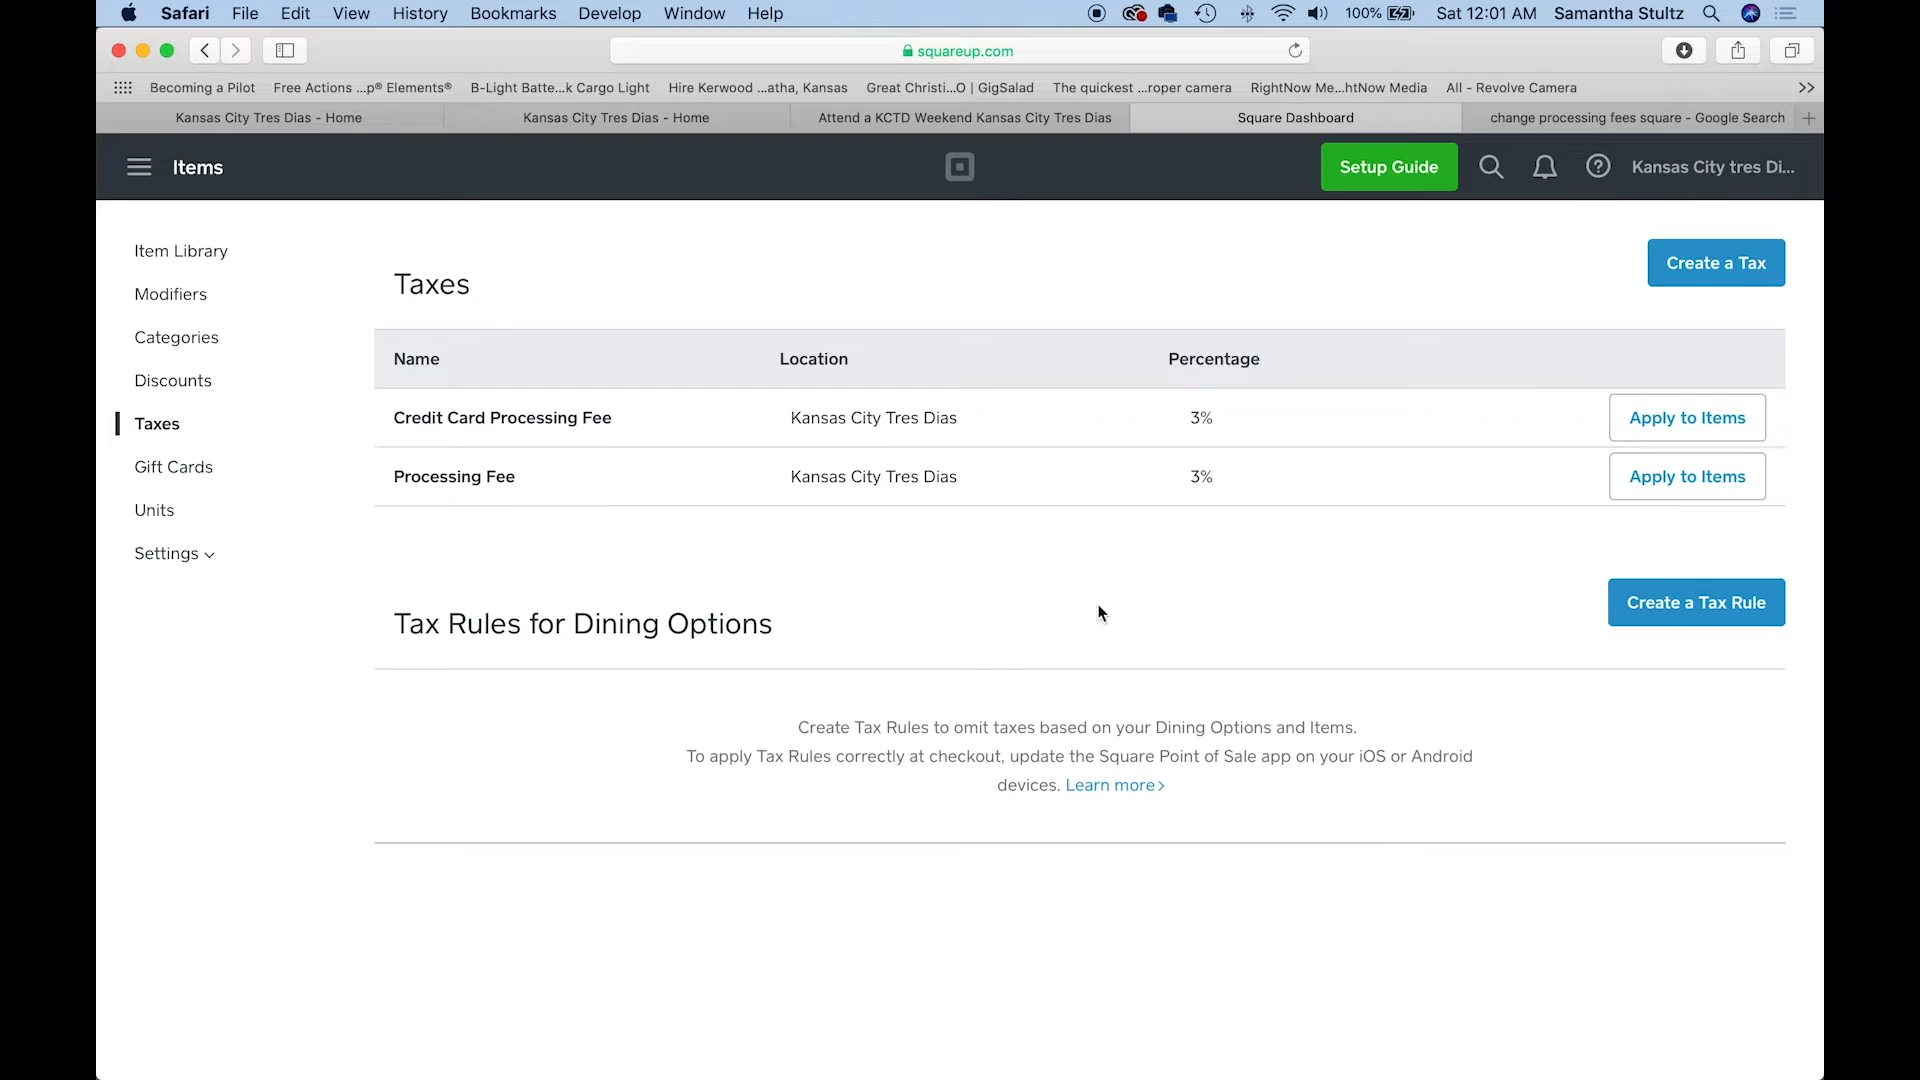 Safari File Edit View History Bookmarks Develop Window Help 100% Sat 12:01 AM Samantha Stultz
squareup.com
Becoming a Pilot Free Actions ...p® Elements® B-Light Batte...k Cargo Light Hire Kerwood ...atha, Kansas Great Christi...O | GigSalad The quickest ...roper camera RightNow Me...htNow Media All - Revolve Camera
Kansas City Tres Dias - Home Kansas City Tres Dias - Home Attend a KCTD Weekend Kansas City Tres Dias Square Dashboard change processing fees square - Google Search
Items Setup Guide Kansas City tres Di...
Item Library
Modifiers
Categories
Discounts
Taxes
Gift Cards
Units
Settings
Taxes Create a Tax
Name Location Percentage
Credit Card Processing Fee Kansas City Tres Dias 3% Apply to Items
Processing Fee Kansas City Tres Dias 3% Apply to Items
Tax Rules for Dining Options Create a Tax Rule
Create Tax Rules to omit taxes based on your Dining Options and Items.
To apply Tax Rules correctly at checkout, update the Square Point of Sale app on your iOS or Android
devices. Learn more >